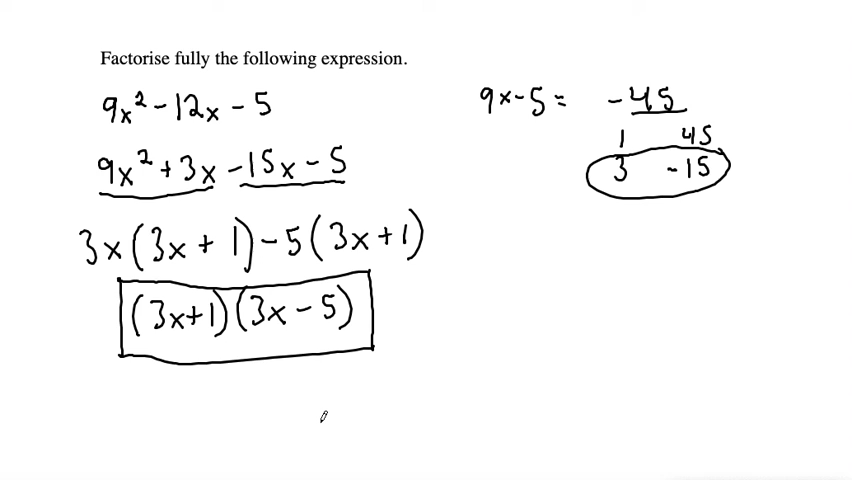 Factorise fully the following expression.
9x² - 12x - 5
9x² + 3x - 15x - 5
3x(3x + 1) - 5(3x + 1)
(3x+1)(3x - 5)
9x-5 = -45
1 45
3 -15